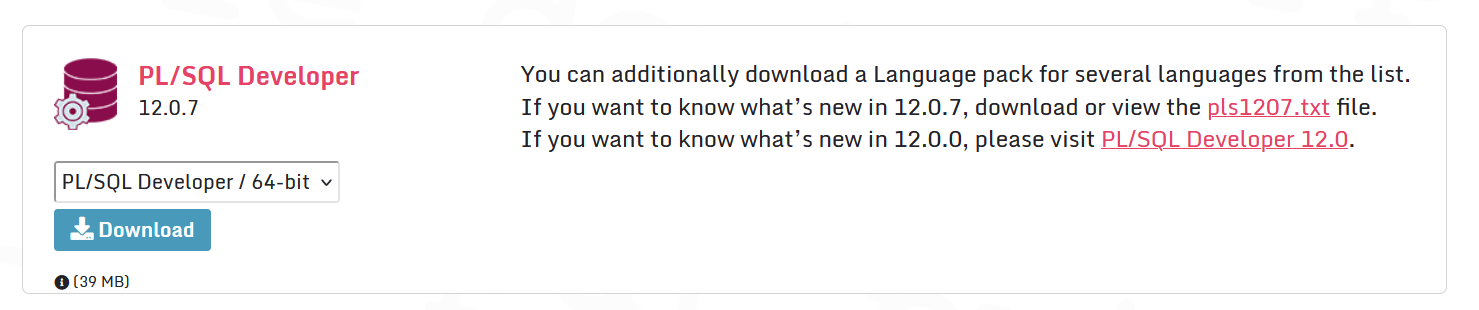 PL/SQL Developer
12.0.7
PL/SQL Developer / 64-bit
Download
(39 MB)
You can additionally download a Language pack for several languages from the list.
If you want to know what’s new in 12.0.7, download or view the pls1207.txt file.
If you want to know what’s new in 12.0.0, please visit PL/SQL Developer 12.0.